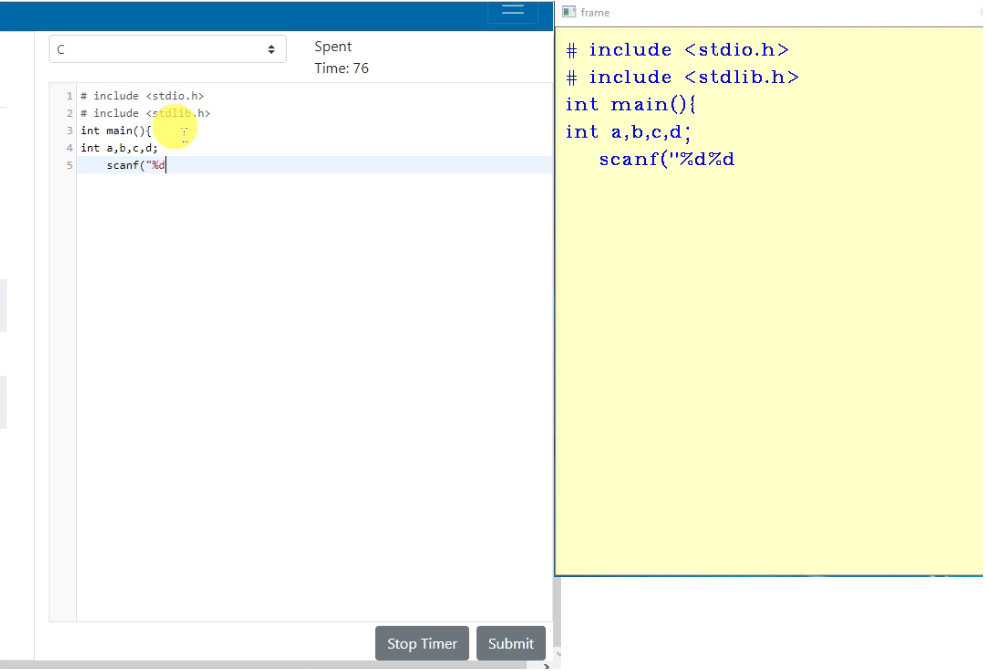 C
Spent
Time: 76
1 # include <stdio.h>
2 # include <stdlib.h>
3 int main(){
4 int a,b,c,d;
5     scanf("%d
Stop Timer
Submit
frame
# include <stdio.h>
# include <stdlib.h>
int main(){
int a,b,c,d;
    scanf("%d%d